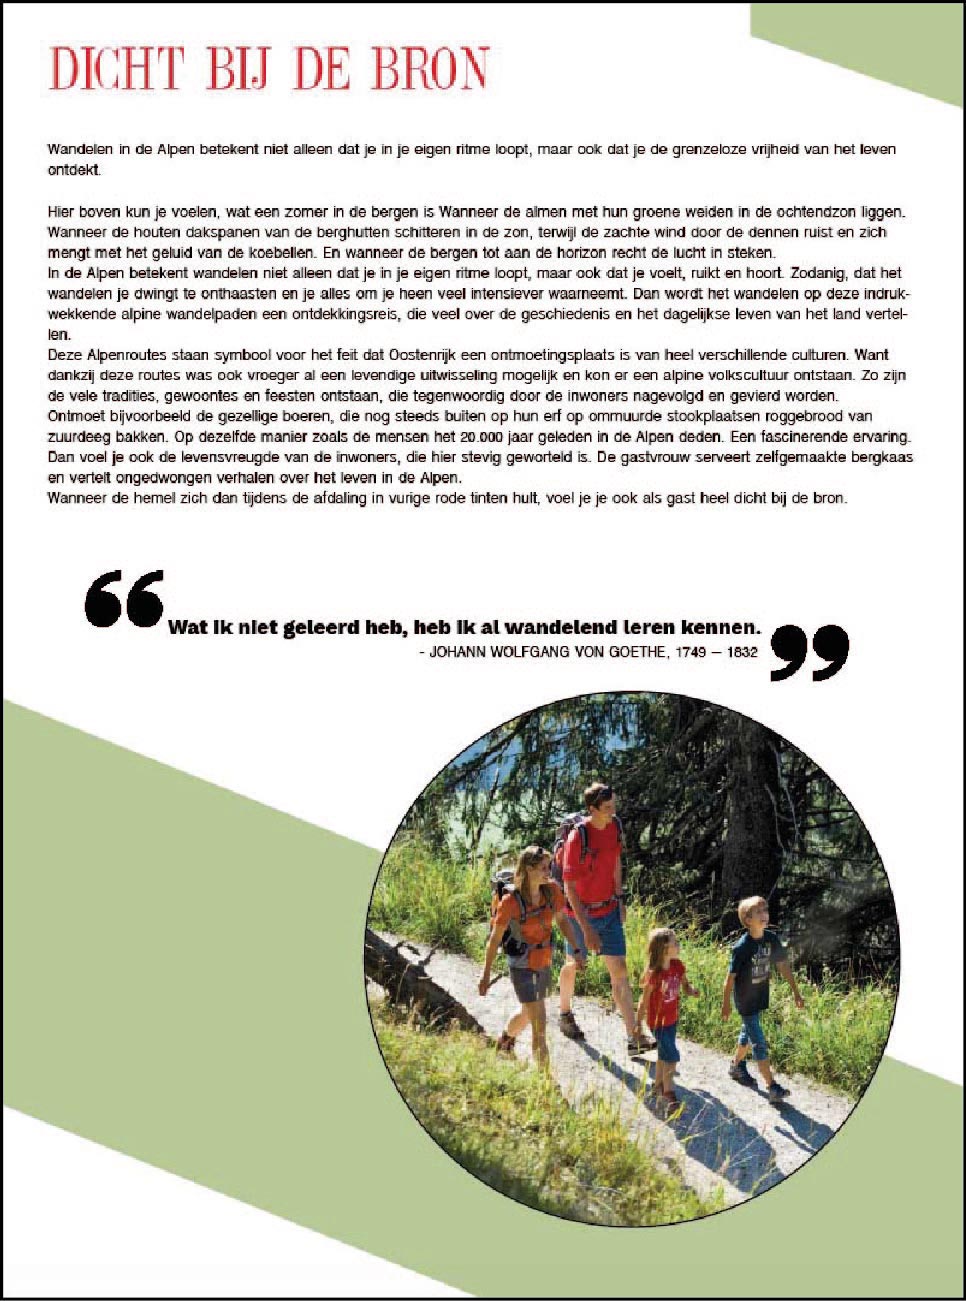 DICHT BIJ DE BRON
Wandelen in de Alpen betekent niet alleen dat je in je eigen ritme loopt, maar ook dat je de grenzeloze vrijheid van het leven
ontdekt.
Hier boven kun je voelen, wat een zomer in de bergen is Wanneer de almen met hun groene weiden in de ochtendzon liggen.
Wanneer de houten dakspanen van de berghutten schitteren in de zon, terwijl de zachte wind door de dennen ruist en zich
mengt met het geluid van de koebellen. En wanneer de bergen tot aan de horizon recht de lucht in steken.
In de Alpen betekent wandelen niet alleen dat je in je eigen ritme loopt, maar ook dat je voelt, ruikt en hoort. Zodanig, dat het
wandelen je dwingt te onthaasten en je alles om je heen veel intensiever waarneemt. Dan wordt het wandelen op deze indruk-
wekkende alpine wandelpaden een ontdekkingsreis, die veel over de geschiedenis en het dagelijkse leven van het land vertel-
len.
Deze Alpenroutes staan symbool voor het feit dat Oostenrijk een ontmoetingsplaats is van heel verschillende culturen. Want
dankzij deze routes was ook vroeger al een levendige uitwisseling mogelijk en kon er een alpine volkscultuur ontstaan. Zo zijn
de vele tradities, gewoontes en feesten ontstaan, die tegenwoordig door de inwoners nagevolgd en gevierd worden.
Ontmoet bijvoorbeeld de gezellige boeren, die nog steeds buiten op hun erf op ommuurde stookplaatsen roggebrood van
zuurdeeg bakken. Op dezelfde manier zoals de mensen het 20.000 jaar geleden in de Alpen deden. Een fascinerende ervaring.
Dan voel je ook de levensvreugde van de inwoners, die hier stevig geworteld is. De gastvrouw serveert zelfgemaakte bergkaas
en vertelt ongedwongen verhalen over het leven in de Alpen.
Wanneer de hemel zich dan tijdens de afdaling in vurige rode tinten hult, voel je je ook als gast heel dicht bij de bron.
“Wat ik niet geleerd heb, heb ik al wandelend leren kennen.”
- JOHANN WOLFGANG VON GOETHE, 1749 – 1832